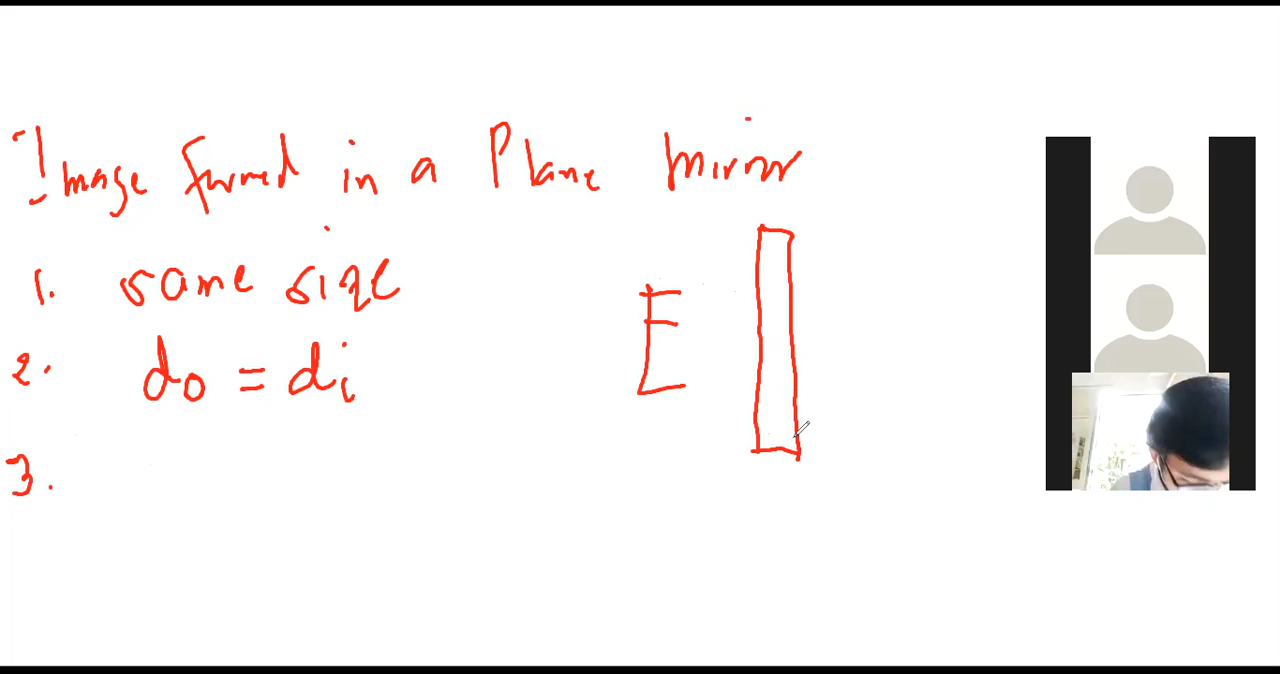 Image formed in a Plane mirror
1. same size
2. do = di
3.
E